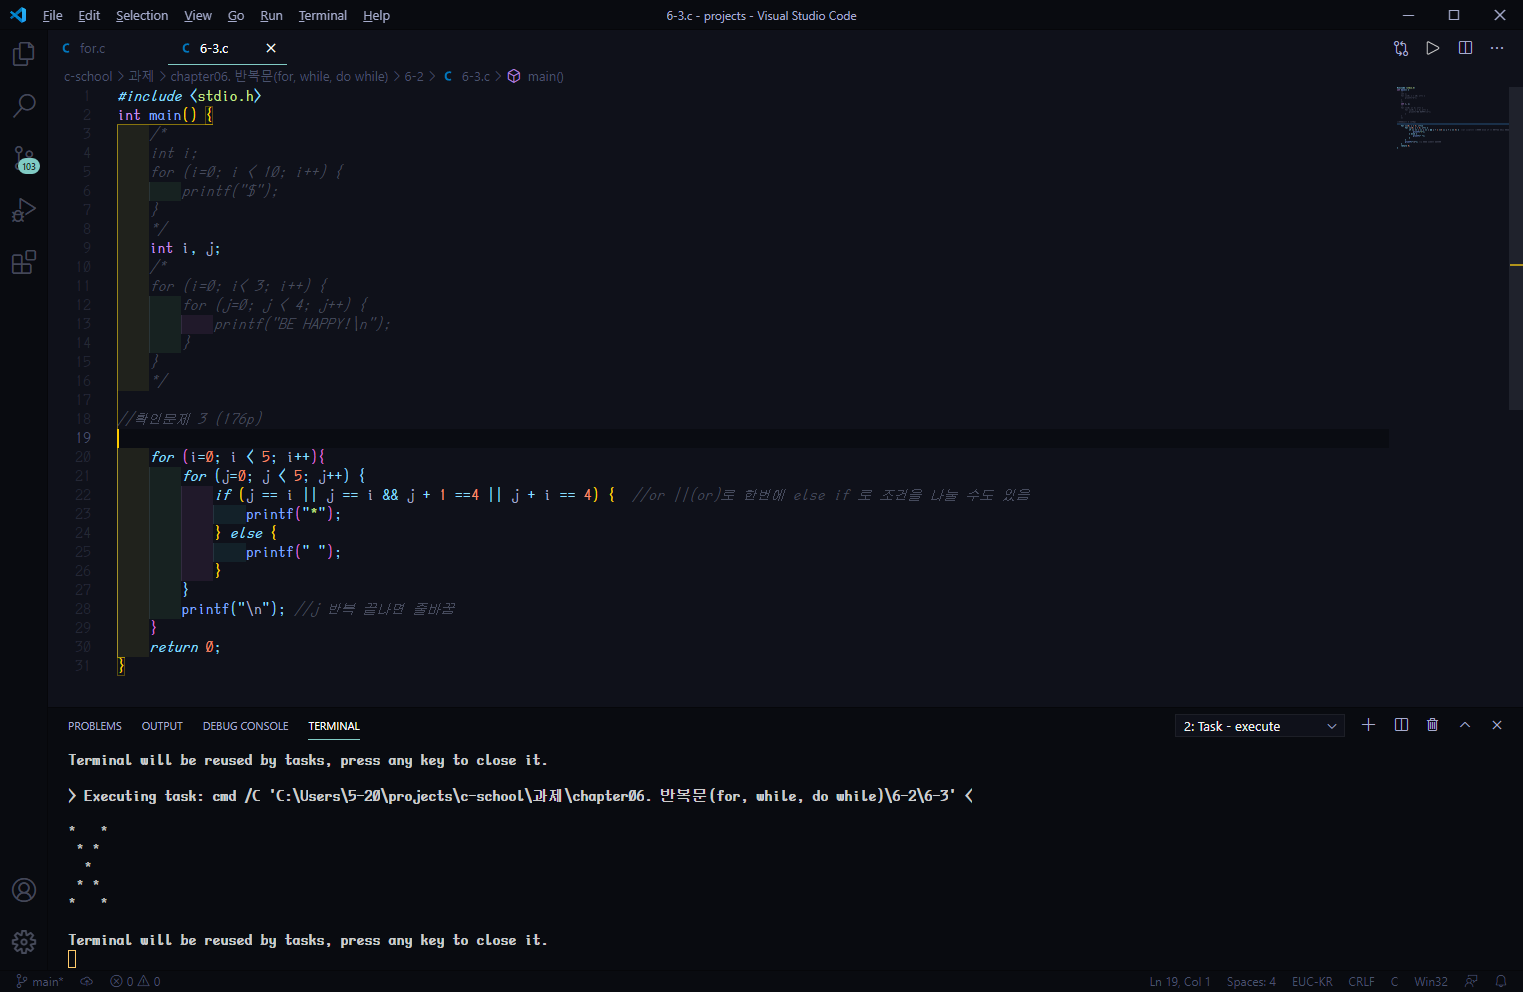 File Edit Selection View Go Run Terminal Help 6-3.c - projects - Visual Studio Code
C for.c C 6-3.c
c-school > 과제 > chapter06. 반복문(for, while, do while) > 6-2 > C 6-3.c > main()
1 #include <stdio.h>
2 int main() {
3 /*
4 int i;
5 for (i=0; i < 10; i++) {
6 printf("$");
7 }
8 */
9 int i, j;
10 /*
11 for (i=0; i< 3; i++) {
12 for (j=0; j < 4; j++) {
13 printf("BE HAPPY!\n");
14 }
15 }
16 */
17
18 //확인문제 3 (176p)
19
20 for (i=0; i < 5; i++){
21 for (j=0; j < 5; j++) {
22 if (j == i || j == i && j + 1 ==4 || j + i == 4) { //or ||(or)로 한번에 else if 로 조건을 나눌 수도 있음
23 printf("*");
24 } else {
25 printf(" ");
26 }
27 }
28 printf("\n"); //j 반복 끝나면 줄바꿈
29 }
30 return 0;
31 }
103
PROBLEMS OUTPUT DEBUG CONSOLE TERMINAL 2: Task - execute
Terminal will be reused by tasks, press any key to close it.
> Executing task: cmd /C 'C:\Users\5-20\projects\c-school\과제\chapter06. 반복문(for, while, do while)\6-2\6-3' <
*   *
 * *
  *
 * *
*   *
Terminal will be reused by tasks, press any key to close it.
main* 0 0 Ln 19, Col 1 Spaces: 4 EUC-KR CRLF C Win32